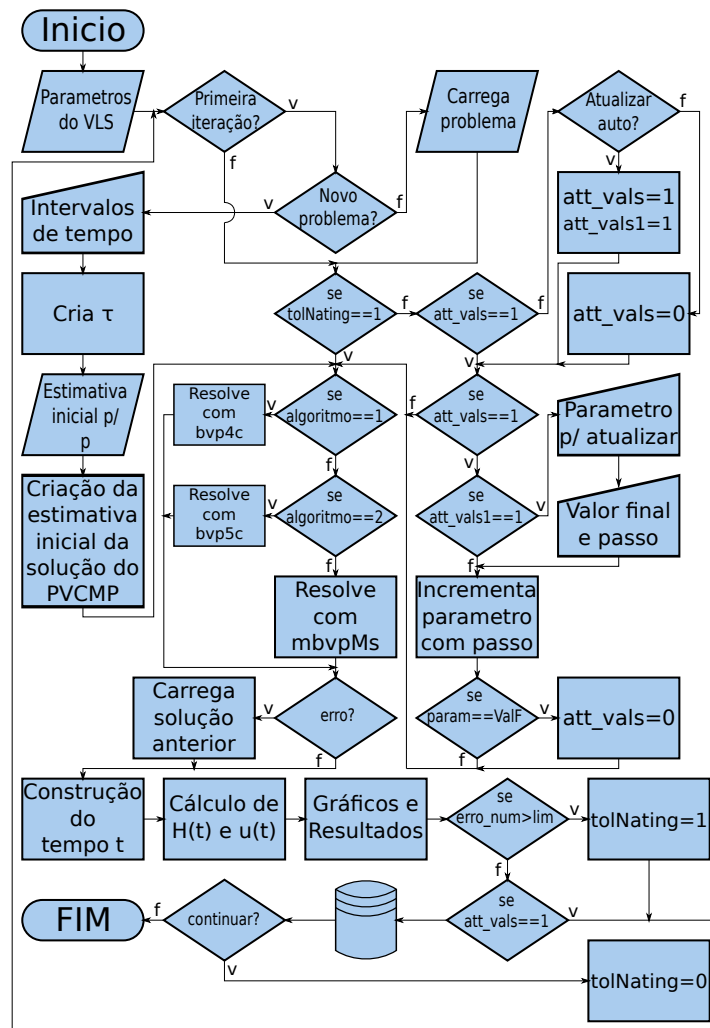 Inicio
Parametros
do VLS
Primeira
iteração?
v
f
Carrega
problema
Atualizar
auto?
f
v
Novo
problema?
v
f
Intervalos
de tempo
att_vals=1
att_vals1=1
Cria τ
se
tolNating==1
f
v
se
att_vals==1
f
v
att_vals=0
Estimativa
inicial p/
p
Resolve
com
bvp4c
v
se
algoritmo==1
f
f
se
att_vals==1
v
Parametro
p/ atualizar
Criação da
estimativa
inicial da
solução do
PVCMP
Resolve
com
bvp5c
v
se
algoritmo==2
f
se
att_vals1==1
v
f
Valor final
e passo
Resolve
com
mbvpMs
Incrementa
parametro
com passo
Carrega
solução
anterior
v
erro?
f
se
param==ValF
v
f
att_vals=0
Construção
do
tempo t
Cálculo de
H(t) e u(t)
Gráficos e
Resultados
se
erro_num>lim
v
f
tolNating=1
FIM
f
continuar?
v
se
att_vals==1
v
tolNating=0